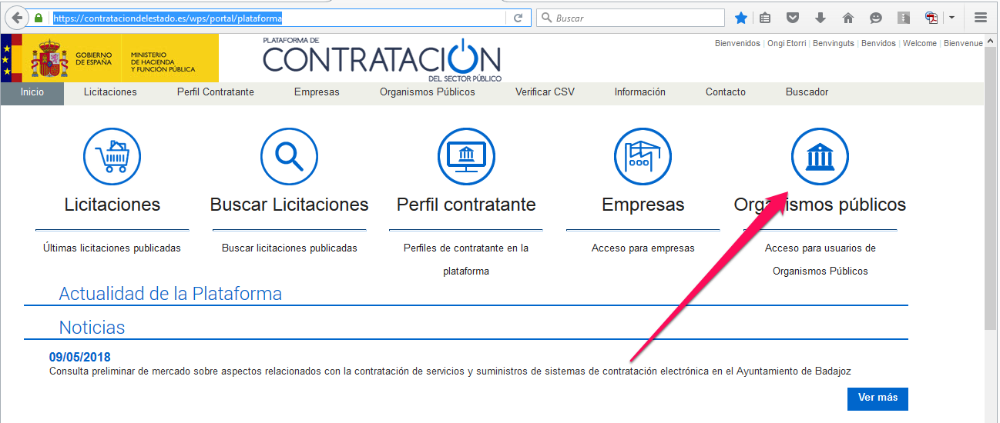 https://contrataciondelestado.es/wps/portal/plataforma
Buscar
GOBIERNO
DE ESPAÑA
MINISTERIO
DE HACIENDA
Y FUNCIÓN PÚBLICA
PLATAFORMA DE
CONTRATACIÓN
DEL SECTOR PÚBLICO
Bienvenidos | Ongi Etorri | Benvinguts | Benvidos | Welcome | Bienvenue
Inicio Licitaciones Perfil Contratante Empresas Organismos Públicos Verificar CSV Información Contacto Buscador
Licitaciones Buscar Licitaciones Perfil contratante Empresas Organismos públicos
Últimas licitaciones publicadas Buscar licitaciones publicadas Perfiles de contratante en la Acceso para empresas Acceso para usuarios de
plataforma Organismos Públicos
Actualidad de la Plataforma
Noticias
09/05/2018
Consulta preliminar de mercado sobre aspectos relacionados con la contratación de servicios y suministros de sistemas de contratación electrónica en el Ayuntamiento de Badajoz
Ver más